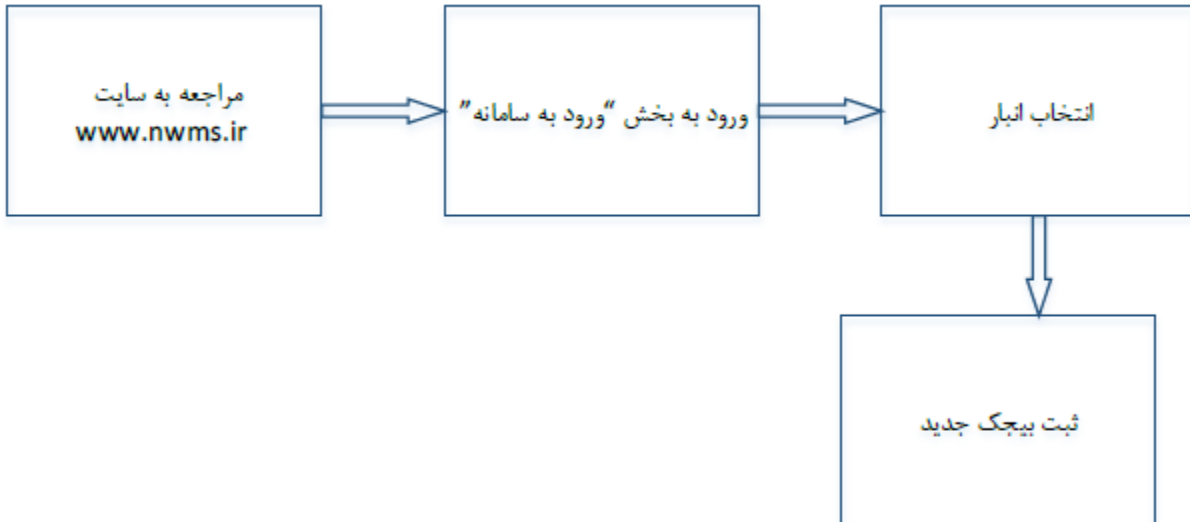 مراجعه به سایت
www.nwms.ir
ورود به بخش “ورود به سامانه”
انتخاب انبار
ثبت بیجک جدید